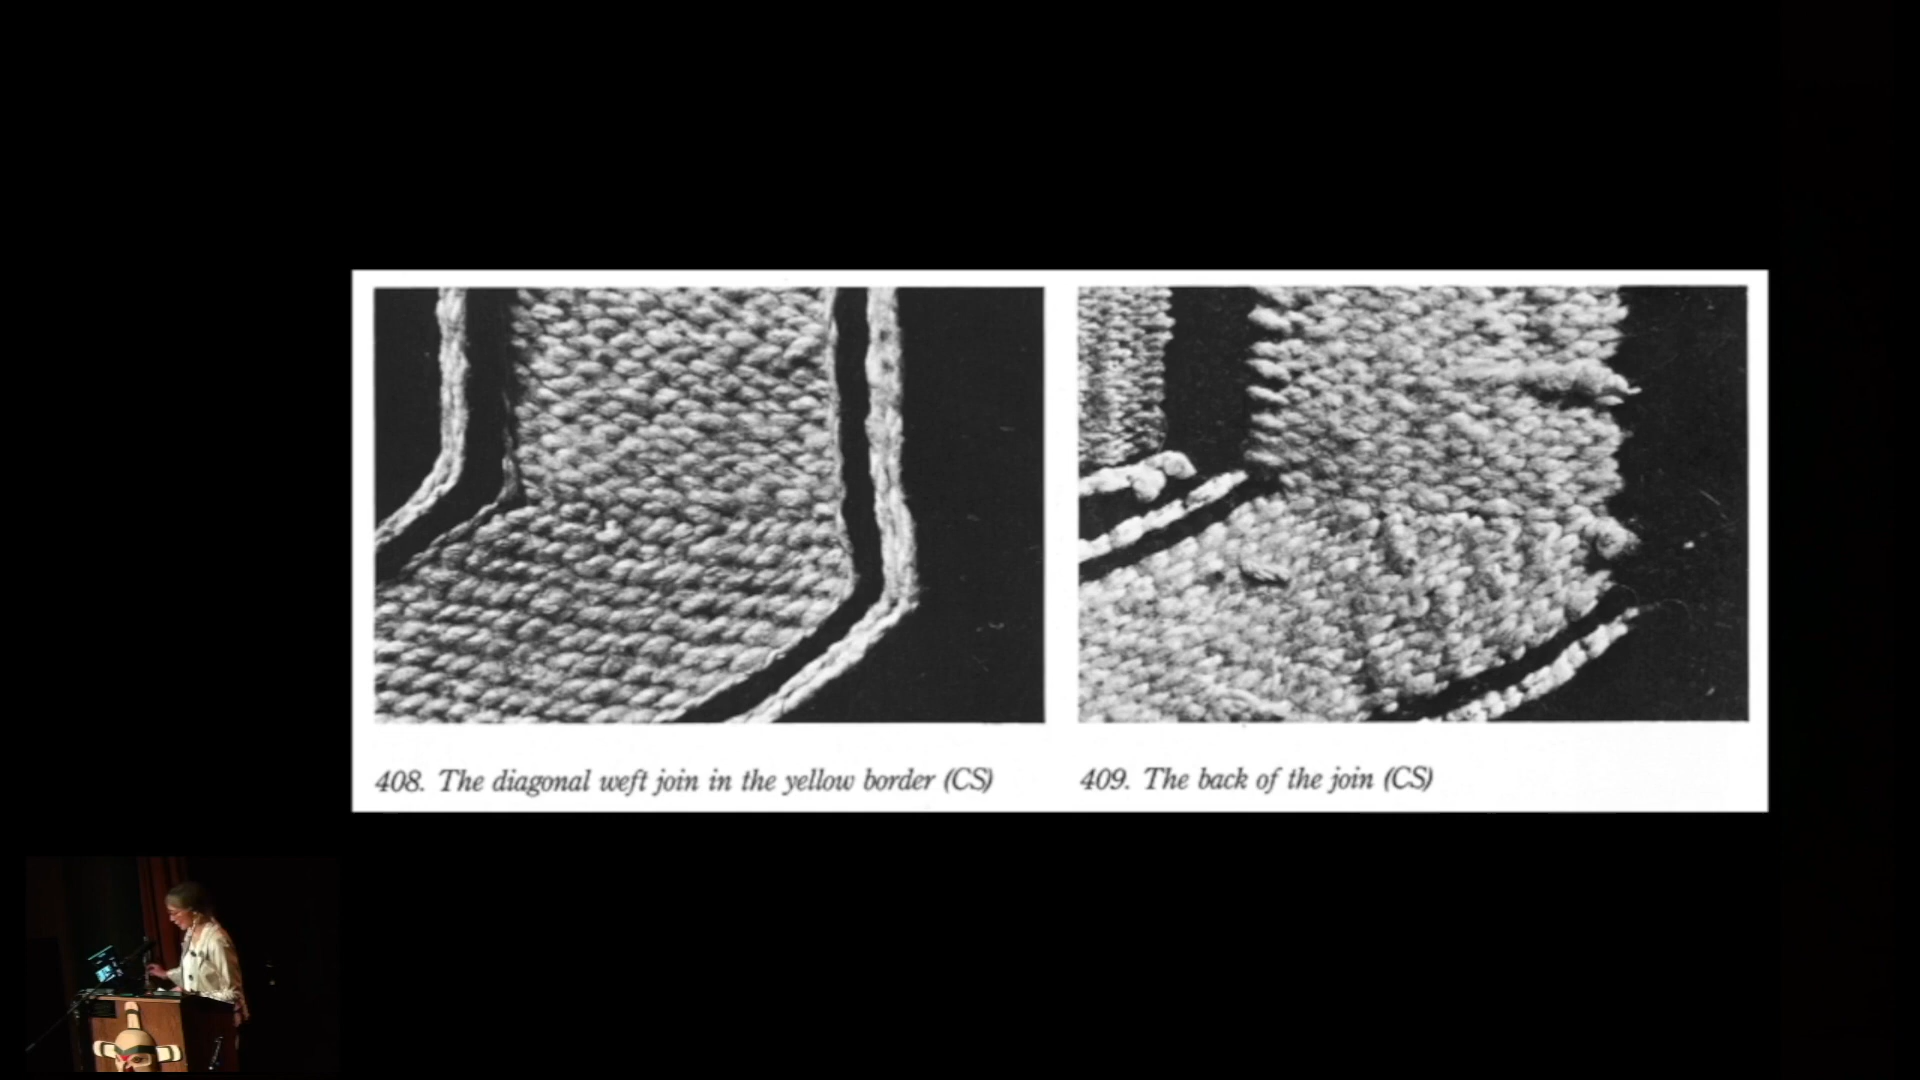 408. The diagonal weft join in the yellow border (CS)
409. The back of the join (CS)